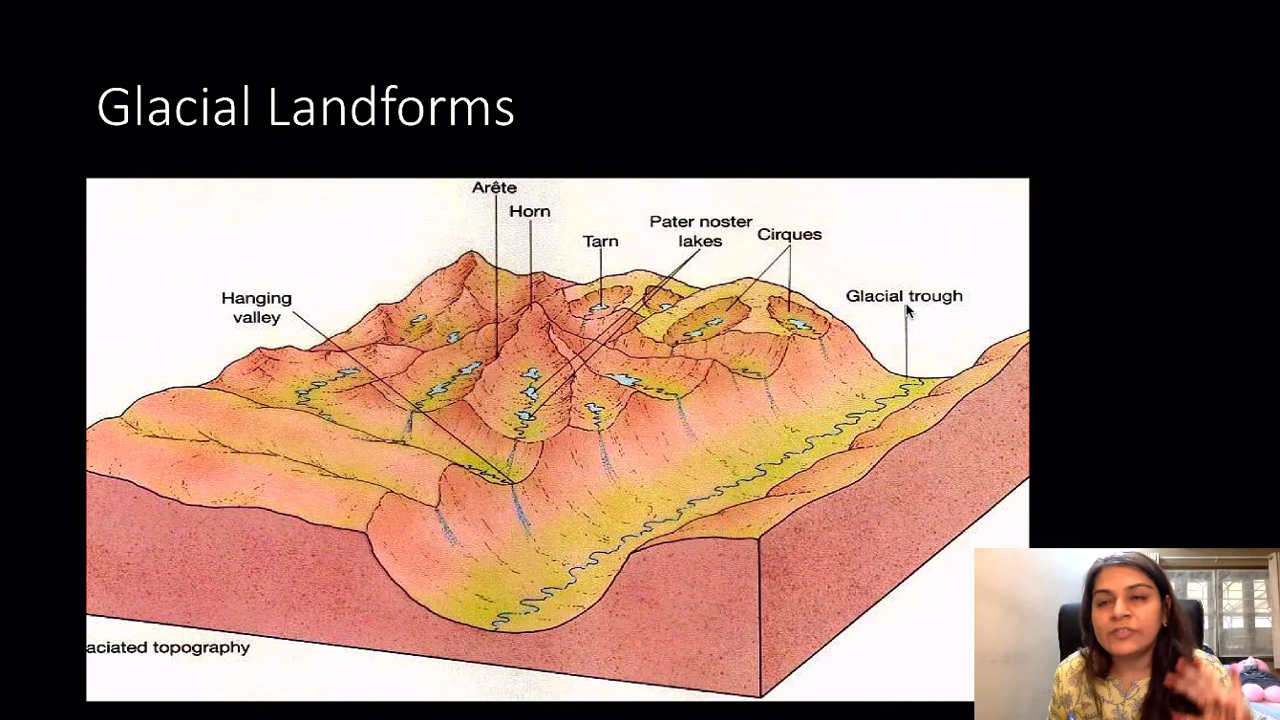 Glacial Landforms
Arête
Horn
Tarn
Pater noster
lakes
Cirques
Hanging
valley
Glacial trough
aciated topography